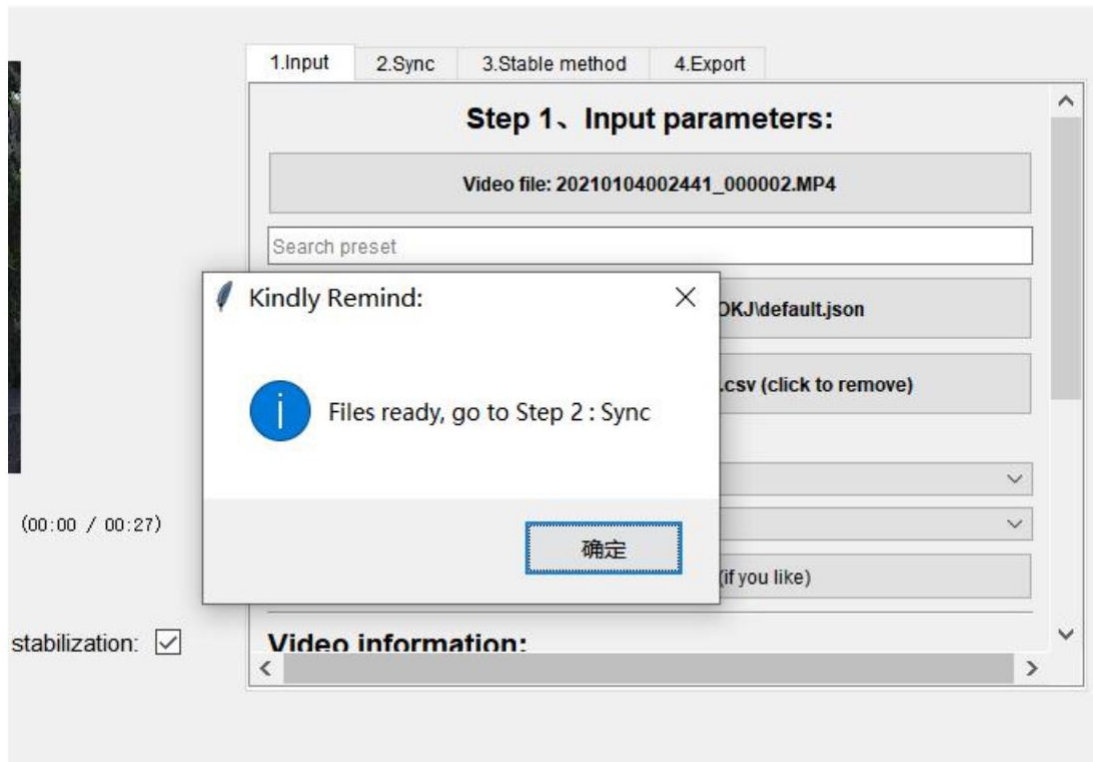 1.Input 2.Sync 3.Stable method 4.Export
Step 1、Input parameters:
Video file: 20210104002441_000002.MP4
Search preset
Kindly Remind:
DKJ\default.json
.csv (click to remove)
Files ready, go to Step 2 : Sync
(00:00 / 00:27)
确定
(if you like)
stabilization:
Video information: